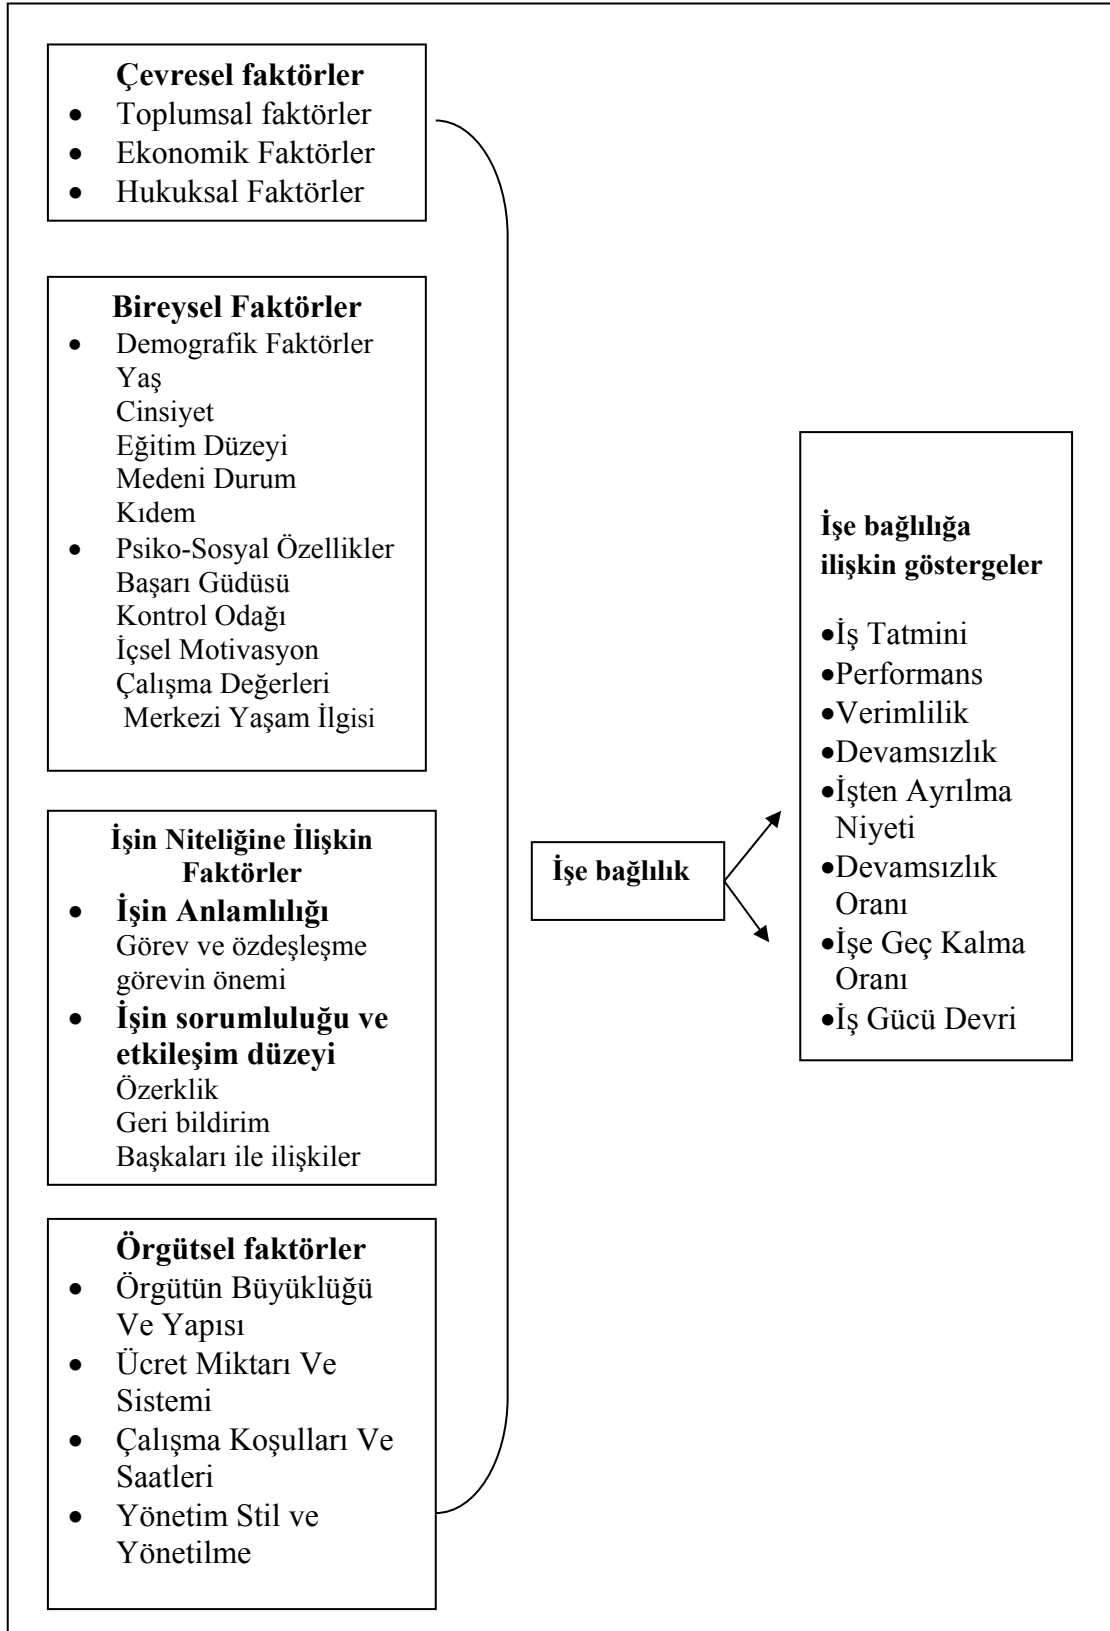 Çevresel faktörler
• Toplumsal faktörler
• Ekonomik Faktörler
• Hukuksal Faktörler
Bireysel Faktörler
• Demografik Faktörler
Yaş
Cinsiyet
Eğitim Düzeyi
Medeni Durum
Kıdem
• Psiko-Sosyal Özellikler
Başarı Güdüsü
Kontrol Odağı
İçsel Motivasyon
Çalışma Değerleri
Merkezi Yaşam İlgisi
İşin Niteliğine İlişkin
Faktörler
• İşin Anlamlılığı
Görev ve özdeşleşme
görevin önemi
• İşin sorumluluğu ve
etkileşim düzeyi
Özerklik
Geri bildirim
Başkaları ile ilişkiler
Örgütsel faktörler
• Örgütün Büyüklüğü
Ve Yapısı
• Ücret Miktarı Ve
Sistemi
• Çalışma Koşulları Ve
Saatleri
• Yönetim Stil ve
Yönetilme
İşe bağlılık
İşe bağlılığa
ilişkin göstergeler
•İş Tatmini
•Performans
•Verimlilik
•Devamsızlık
•İşten Ayrılma
Niyeti
•Devamsızlık
Oranı
•İşe Geç Kalma
Oranı
•İş Gücü Devri